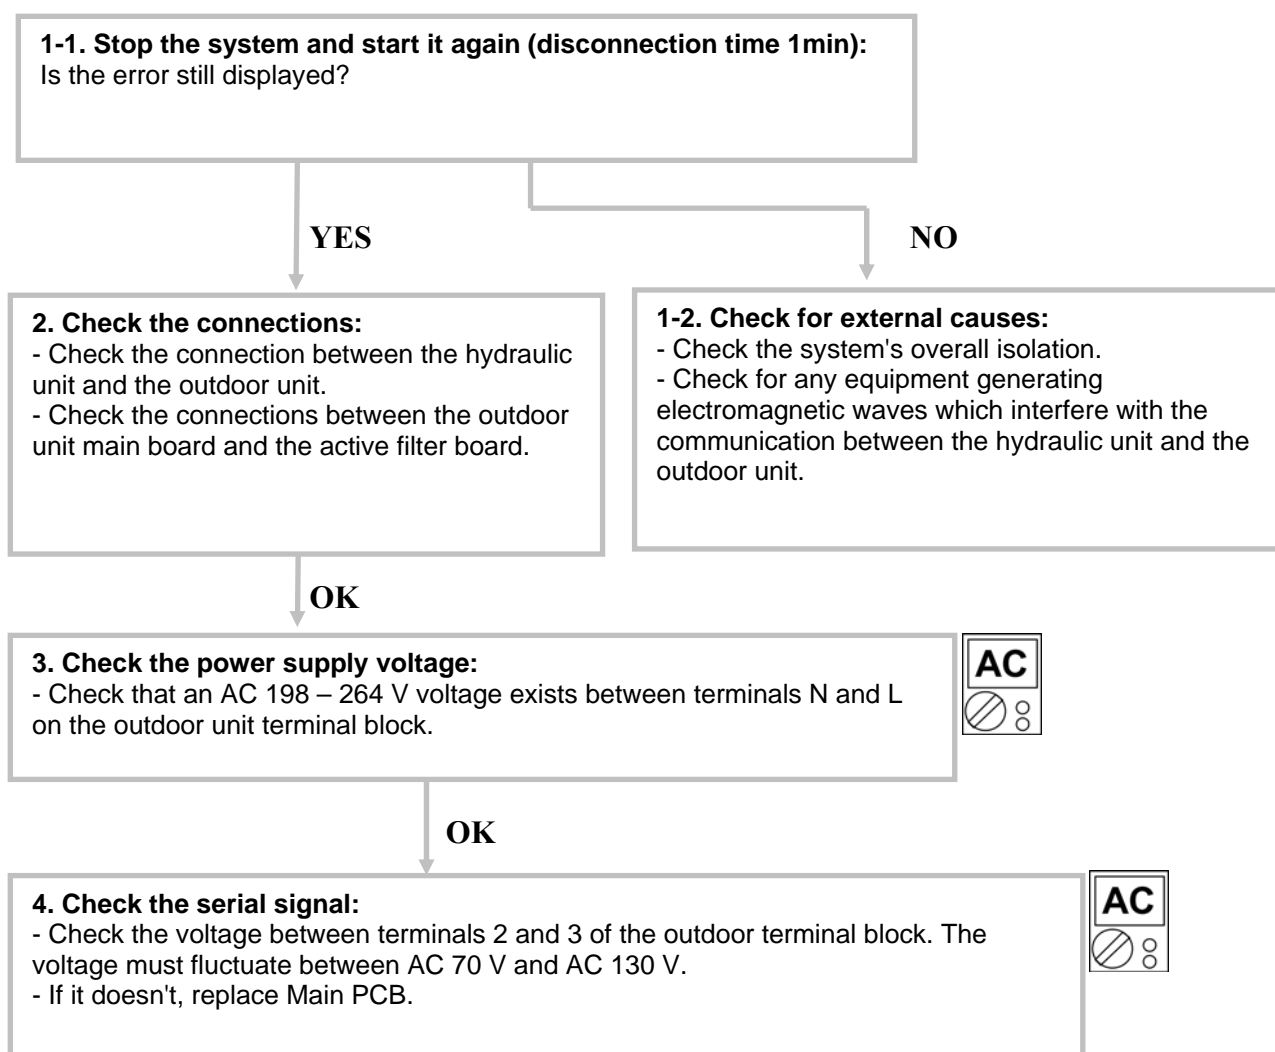 1-1. Stop the system and start it again (disconnection time 1min):
Is the error still displayed?
YES
NO
2. Check the connections:
- Check the connection between the hydraulic
unit and the outdoor unit.
- Check the connections between the outdoor
unit main board and the active filter board.
1-2. Check for external causes:
- Check the system's overall isolation.
- Check for any equipment generating
electromagnetic waves which interfere with the
communication between the hydraulic unit and the
outdoor unit.
OK
3. Check the power supply voltage:
- Check that an AC 198 – 264 V voltage exists between terminals N and L
on the outdoor unit terminal block.
AC
OK
4. Check the serial signal:
- Check the voltage between terminals 2 and 3 of the outdoor terminal block. The
voltage must fluctuate between AC 70 V and AC 130 V.
- If it doesn't, replace Main PCB.
AC